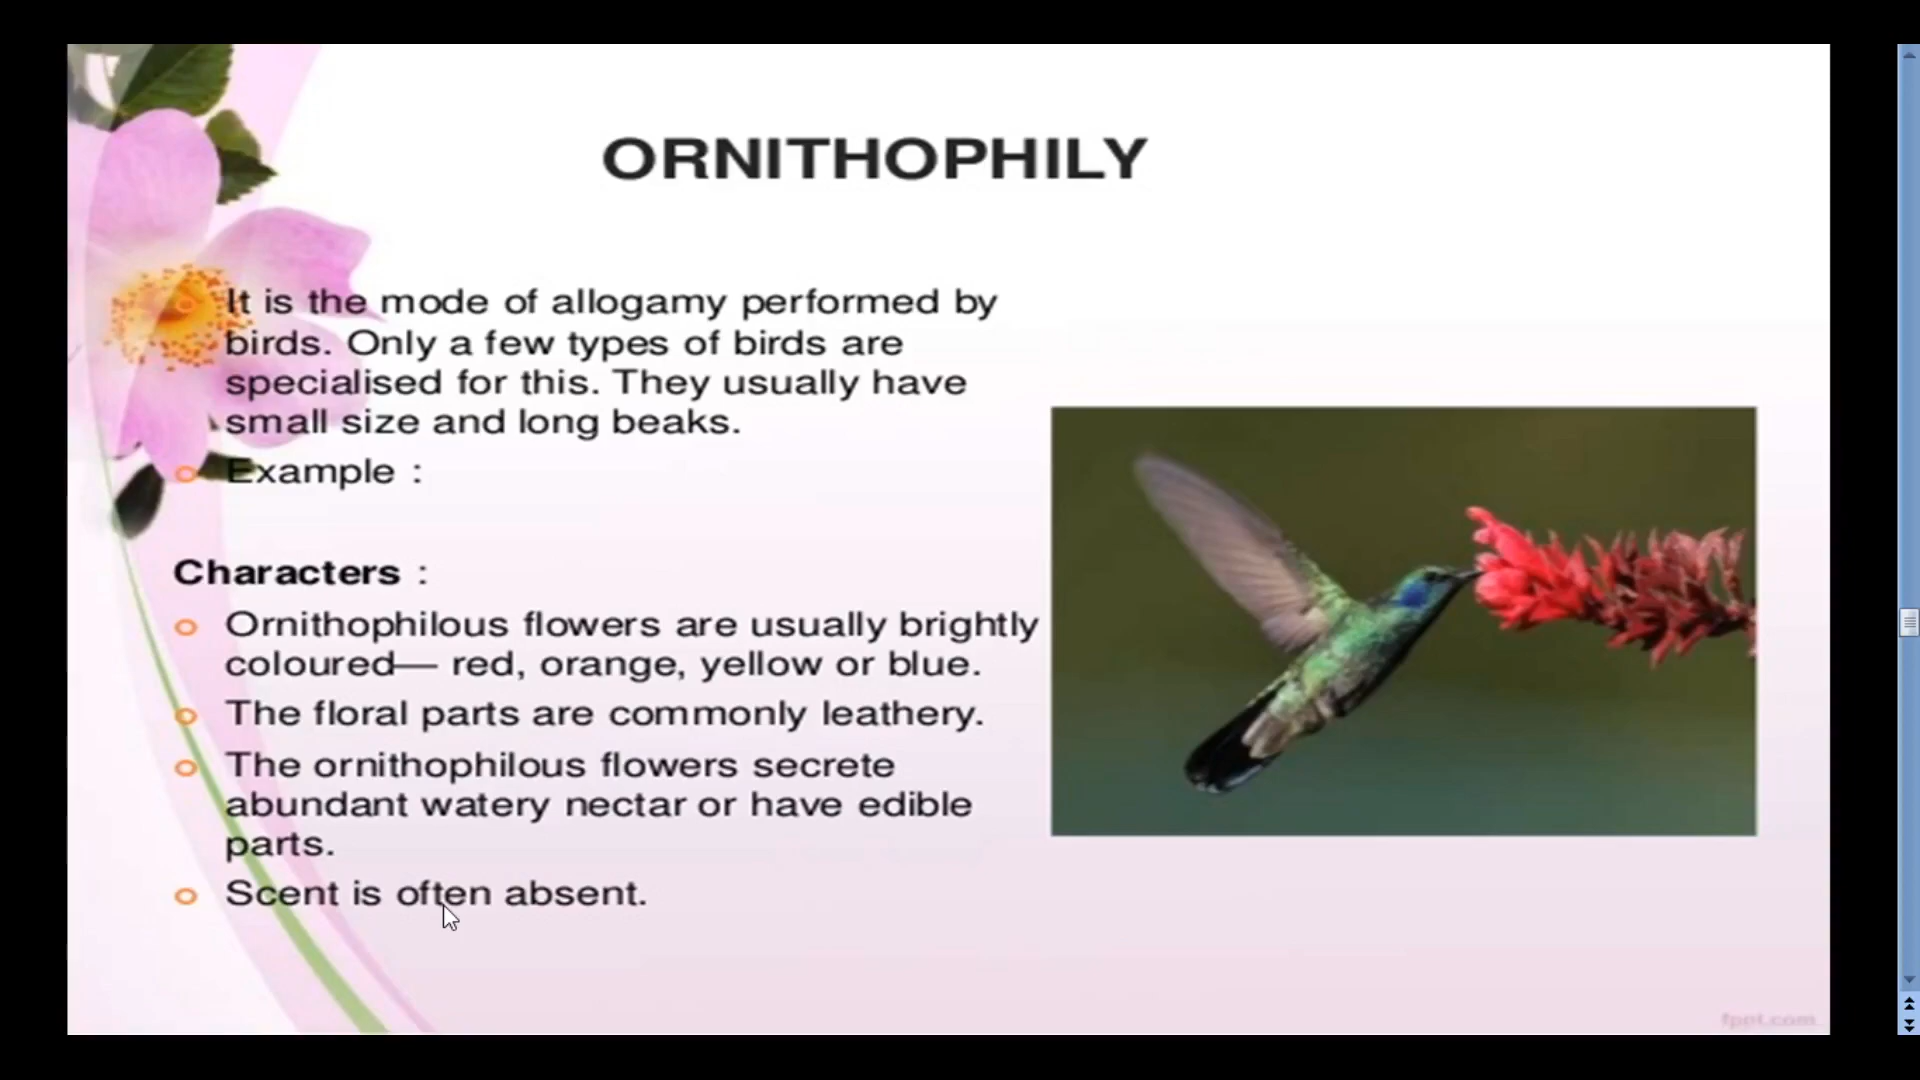 ORNITHOPHILY
It is the mode of allogamy performed by
birds. Only a few types of birds are
specialised for this. They usually have
small size and long beaks.
Example :
Characters :
Ornithophilous flowers are usually brightly
coloured— red, orange, yellow or blue.
The floral parts are commonly leathery.
The ornithophilous flowers secrete
abundant watery nectar or have edible
parts.
Scent is often absent.
fppt.com